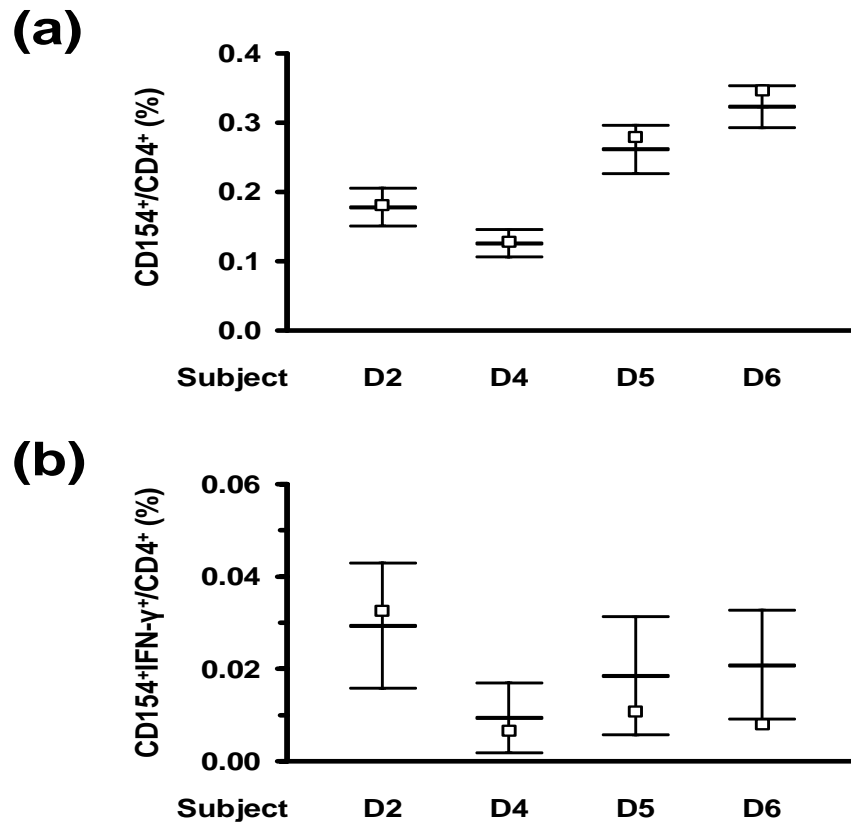 (a)
CD154⁺/CD4⁺ (%)
0.4
0.3
0.2
0.1
0.0
Subject D2 D4 D5 D6
(b)
CD154⁺IFN-γ⁺/CD4⁺ (%)
0.06
0.04
0.02
0.00
Subject D2 D4 D5 D6